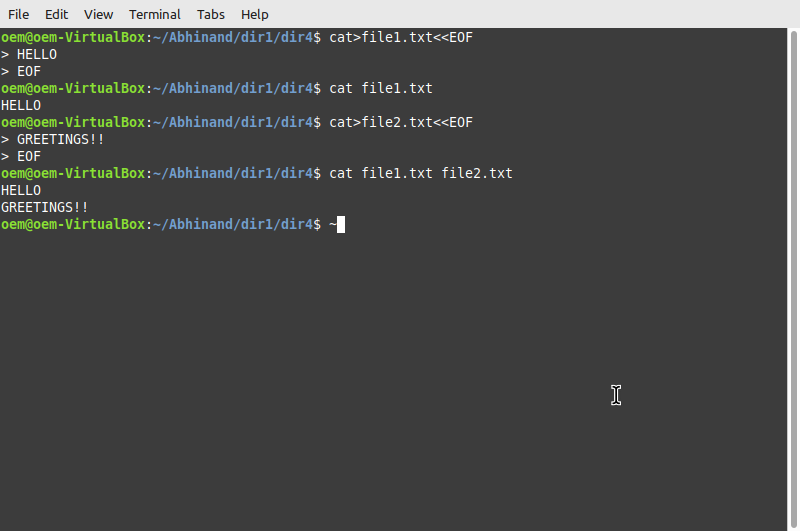 File Edit View Terminal Tabs Help
oem@oem-VirtualBox:~/Abhinand/dir1/dir4$ cat>file1.txt<<EOF
> HELLO
> EOF
oem@oem-VirtualBox:~/Abhinand/dir1/dir4$ cat file1.txt
HELLO
oem@oem-VirtualBox:~/Abhinand/dir1/dir4$ cat>file2.txt<<EOF
> GREETINGS!!
> EOF
oem@oem-VirtualBox:~/Abhinand/dir1/dir4$ cat file1.txt file2.txt
HELLO
GREETINGS!!
oem@oem-VirtualBox:~/Abhinand/dir1/dir4$ ~